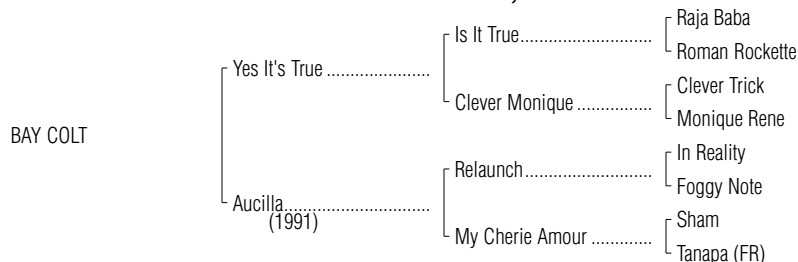 Raja Baba
Is It True
Roman Rockette
Yes It's True
Clever Trick
Clever Monique
Monique Rene
BAY COLT
In Reality
Relaunch
Foggy Note
Aucilla
(1991)
Sham
My Cherie Amour
Tanapa (FR)